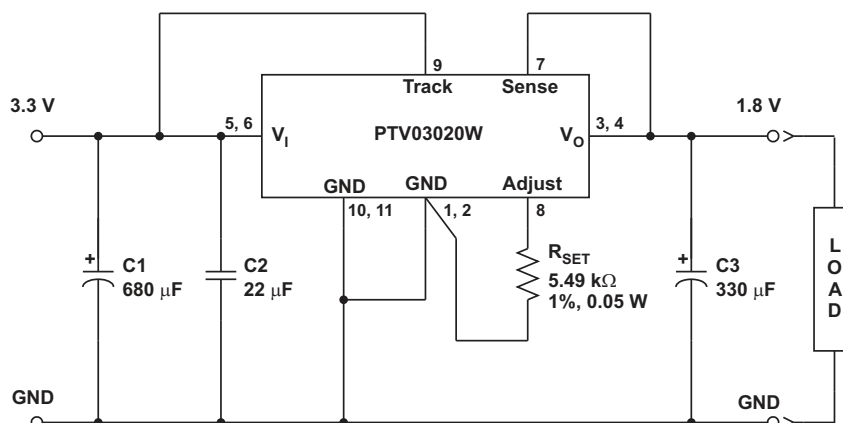 9
7
Track
Sense
3.3 V
1.8 V
5, 6
V_I
PTV03020W
V_O
3, 4
GND
GND
Adjust
10, 11
1, 2
8
+
C1
680 μF
C2
22 μF
R_SET
5.49 kΩ
1%, 0.05 W
+
C3
330 μF
L
O
A
D
GND
GND